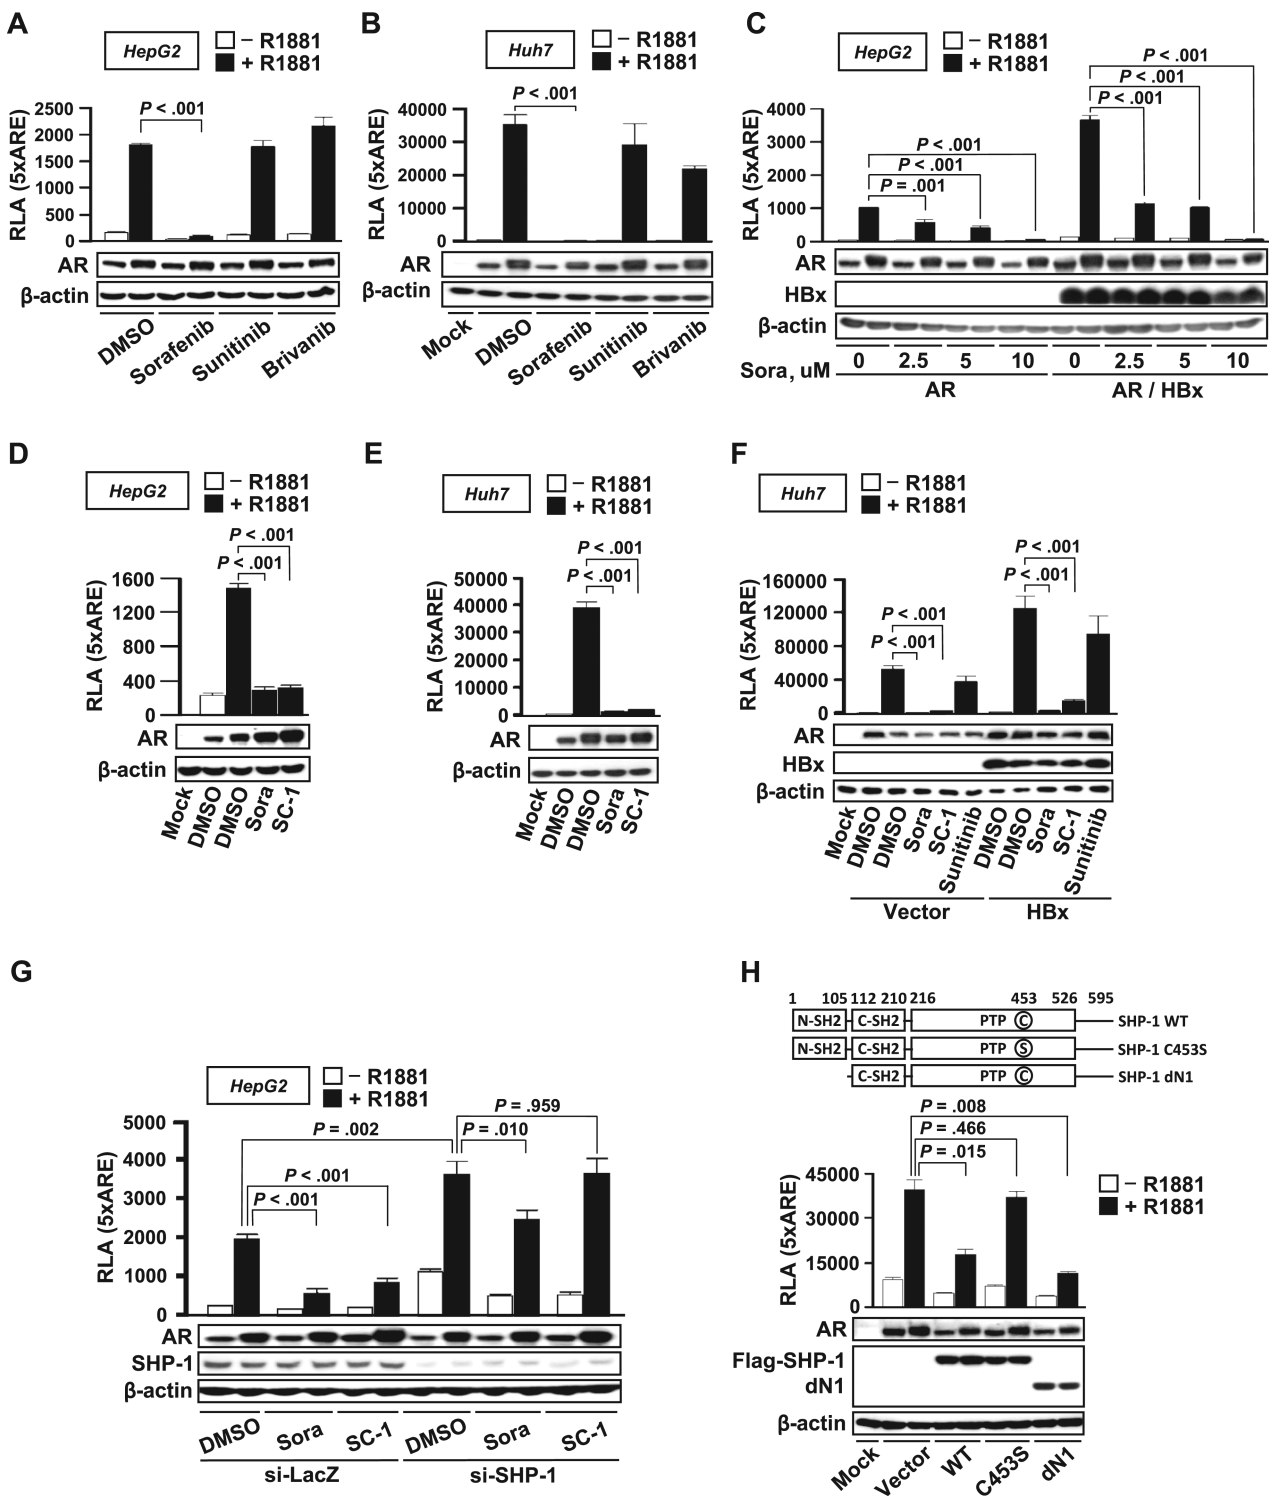 A
HepG2
– R1881
+ R1881
P < .001
RLA (5xARE)
2500
2000
1500
1000
500
0
AR
β-actin
DMSO
Sorafenib
Sunitinib
Brivanib
B
Huh7
– R1881
+ R1881
P < .001
RLA (5xARE)
40000
30000
20000
10000
0
AR
β-actin
Mock
DMSO
Sorafenib
Sunitinib
Brivanib
C
HepG2
– R1881
+ R1881
P < .001
P < .001
P < .001
P < .001
P < .001
P = .001
RLA (5xARE)
4000
3000
2000
1000
0
AR
HBx
β-actin
Sora, uM 0 2.5 5 10 0 2.5 5 10
AR AR / HBx
D
HepG2
– R1881
+ R1881
P < .001
P < .001
RLA (5xARE)
1600
1200
800
400
0
AR
β-actin
Mock
DMSO
DMSO
Sora
SC-1
E
Huh7
– R1881
+ R1881
P < .001
P < .001
RLA (5xARE)
50000
40000
30000
20000
10000
0
AR
β-actin
Mock
DMSO
DMSO
Sora
SC-1
F
Huh7
– R1881
+ R1881
P < .001
P < .001
P < .001
P < .001
RLA (5xARE)
160000
120000
80000
40000
0
AR
HBx
β-actin
Mock
DMSO
DMSO
Sora
SC-1
Sunitinib
DMSO
DMSO
Sora
SC-1
Sunitinib
Vector HBx
G
HepG2
– R1881
+ R1881
P = .959
P = .002
P = .010
P < .001
P < .001
RLA (5xARE)
5000
4000
3000
2000
1000
0
AR
SHP-1
β-actin
DMSO Sora SC-1 DMSO Sora SC-1
si-LacZ si-SHP-1
H
1 105 112 210 216 453 526 595
N-SH2 C-SH2 PTP C SHP-1 WT
N-SH2 C-SH2 PTP S SHP-1 C453S
C-SH2 PTP C SHP-1 dN1
P = .008
P = .466
P = .015
– R1881
+ R1881
RLA (5xARE)
45000
30000
15000
0
AR
Flag-SHP-1
dN1
β-actin
Mock
Vector
WT
C453S
dN1